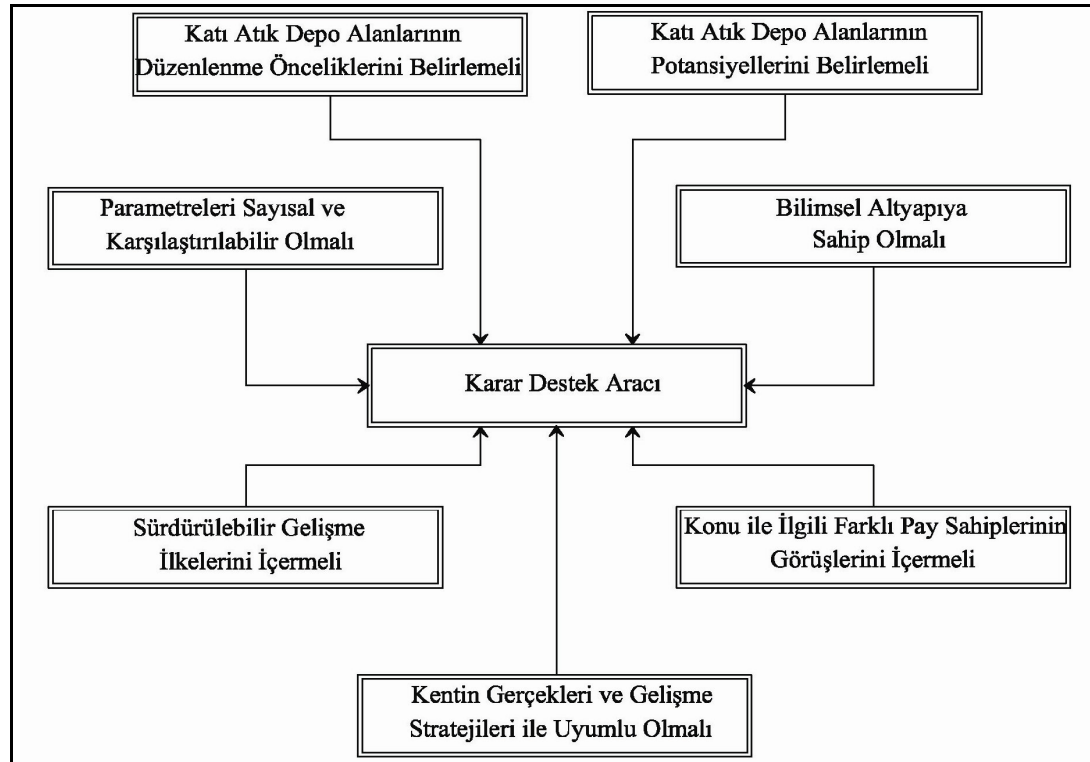 Katı Atık Depo Alanlarının
Düzenlenme Önceliklerini Belirlemeli
Katı Atık Depo Alanlarının
Potansiyellerini Belirlemeli
Parametreleri Sayısal ve
Karşılaştırılabilir Olmalı
Bilimsel Altyapıya
Sahip Olmalı
Karar Destek Aracı
Sürdürülebilir Gelişme
İlkelerini İçermeli
Konu ile İlgili Farklı Pay Sahiplerinin
Görüşlerini İçermeli
Kentin Gerçekleri ve Gelişme
Stratejileri ile Uyumlu Olmalı